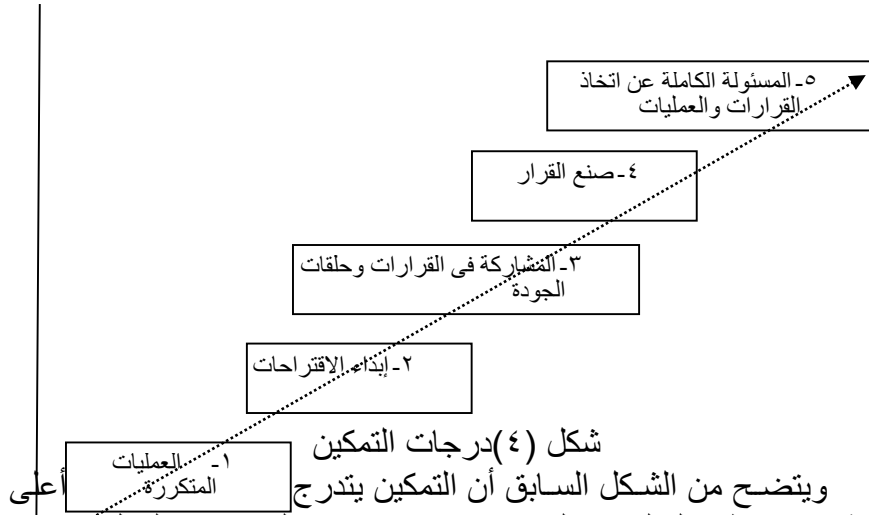 ٥- المسئولة الكاملة عن اتخاذ
القرارات والعمليات
٤- صنع القرار
٣- المشاركة فى القرارات وحلقات
الجودة
٢- إبداء الاقتراحات
شكل (٤) درجات التمكين
١- العمليات
المتكررة
ويتضح من الشكل السابق أن التمكين يتدرج أعلى